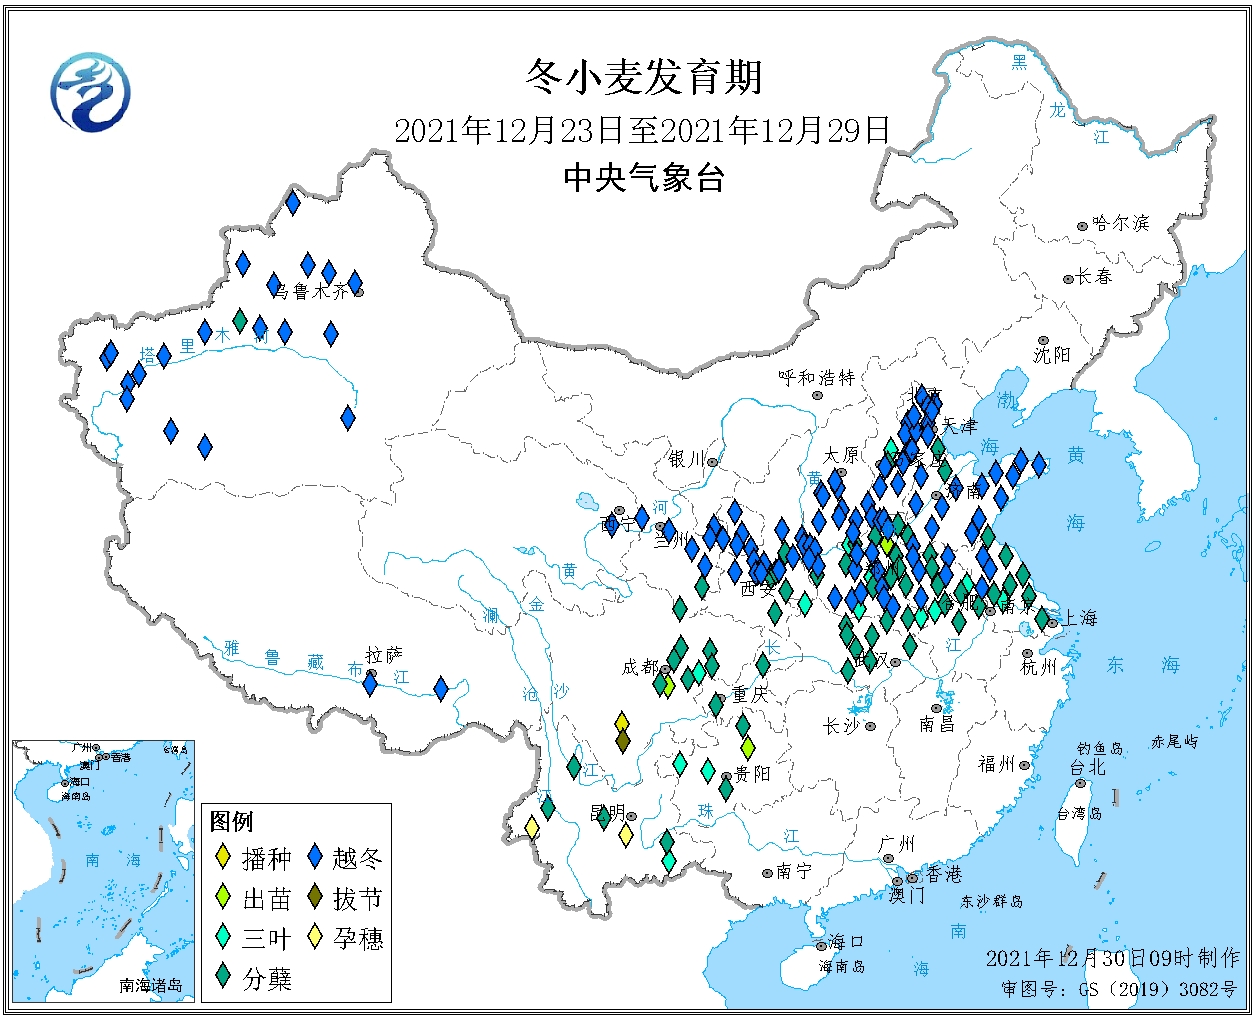 冬小麦发育期
2021年12月23日至2021年12月29日
中央气象台
黑
龙
江
哈尔滨
长春
沈阳
乌鲁木齐
塔
里
木
河
呼和浩特
北京
天津
渤
海
黄
海
银川
太原
石家庄
济南
黄
河
西宁
兰州
西安
郑州
黄
澜
金
合肥
南京
上海
雅
鲁
藏
布
江
拉萨
沧
沙
江
江
成都
长
江
重庆
武汉
杭州
东
海
长沙
南昌
贵阳
福州
钓鱼岛
赤尾屿
台北
台湾岛
昆明
珠
江
广州
香港
澳门
南宁
东沙群岛
海口
海南岛
南
海
广州
香港
澳门
海口
海南岛
台湾岛
南
海
南海诸岛
图例
播种
越冬
出苗
拔节
三叶
孕穗
分蘖
2021年12月30日09时制作
审图号: GS（2019）3082号